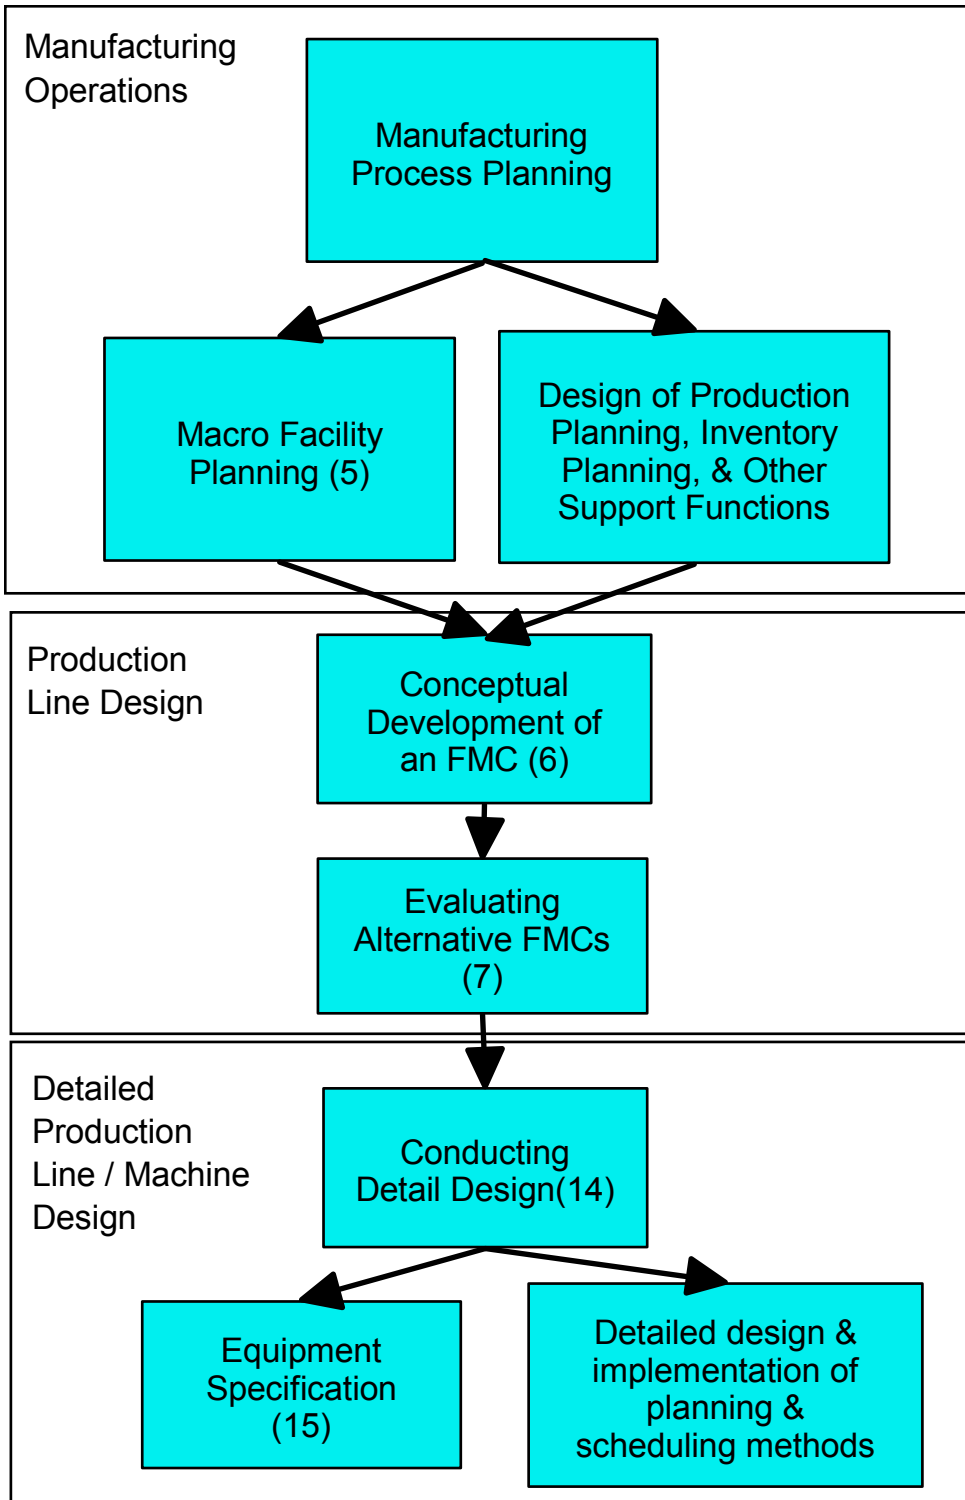 Manufacturing
Operations
Manufacturing
Process Planning
Macro Facility
Planning (5)
Design of Production
Planning, Inventory
Planning, & Other
Support Functions
Production
Line Design
Conceptual
Development of
an FMC (6)
Evaluating
Alternative FMCs
(7)
Detailed
Production
Line / Machine
Design
Conducting
Detail Design(14)
Equipment
Specification
(15)
Detailed design &
implementation of
planning &
scheduling methods